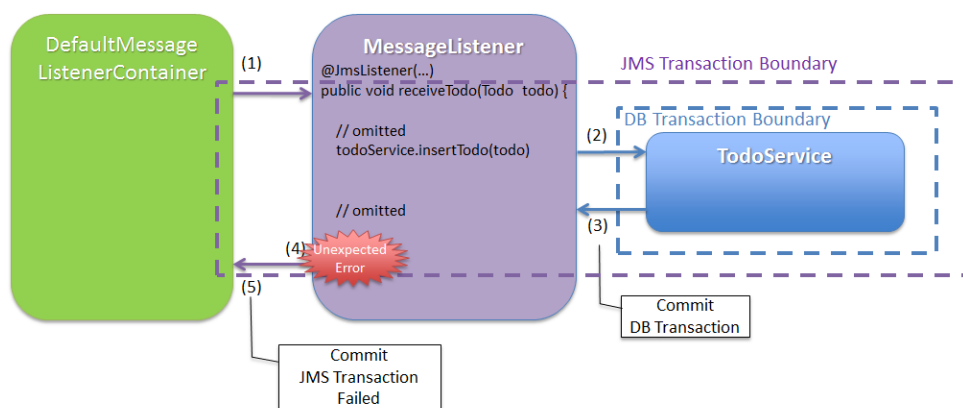 DefaultMessage
ListenerContainer
(1)
MessageListener
@JmsListener(...)
public void receiveTodo(Todo todo) {
// omitted
todoService.insertTodo(todo)
// omitted
JMS Transaction Boundary
DB Transaction Boundary
(2)
TodoService
(3)
(4)
Unexpected
Error
(5)
Commit
DB Transaction
Commit
JMS Transaction
Failed